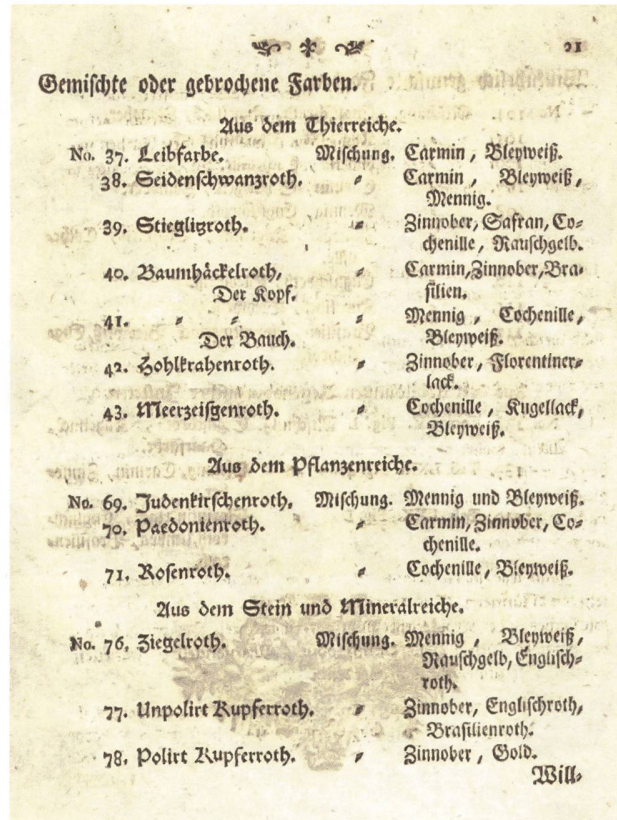 21
Gemischte oder gebrochene Farben.
Aus dem Thierreiche.
No. 37. Leibfarbe. Mischung. Carmin, Bleyweiß.
38. Seidenschwanzroth. „ Carmin, Bleyweiß,
Mennig.
39. Stieglitzroth. „ Zinnober, Safran, Co-
chenille, Rauschgelb.
40. Baumhäckelroth, „ Carmin, Zinnober, Bra-
Der Kopf. silien.
41. „ „ „ Mennig, Cochenille,
Der Bauch. Bleyweiß.
42. Hohlkrahenroth. „ Zinnober, Florentiner-
lack.
43. Meerzeisgenroth. „ Cochenille, Kugellack,
Bleyweiß.
Aus dem Pflanzenreiche.
No. 69. Judenkirschenroth. Mischung. Mennig und Bleyweiß.
70. Paedonienroth. „ Carmin, Zinnober, Co-
chenille.
71. Rosenroth. „ Cochenille, Bleyweiß.
Aus dem Stein und Mineralreiche.
No. 76. Ziegelroth. Mischung. Mennig, Bleyweiß,
Rauschgelb, Englisch-
roth.
77. Unpolirt Kupferroth. „ Zinnober, Englischroth,
Brasilienroth.
78. Polirt Kupferroth. „ Zinnober, Gold.
Will-